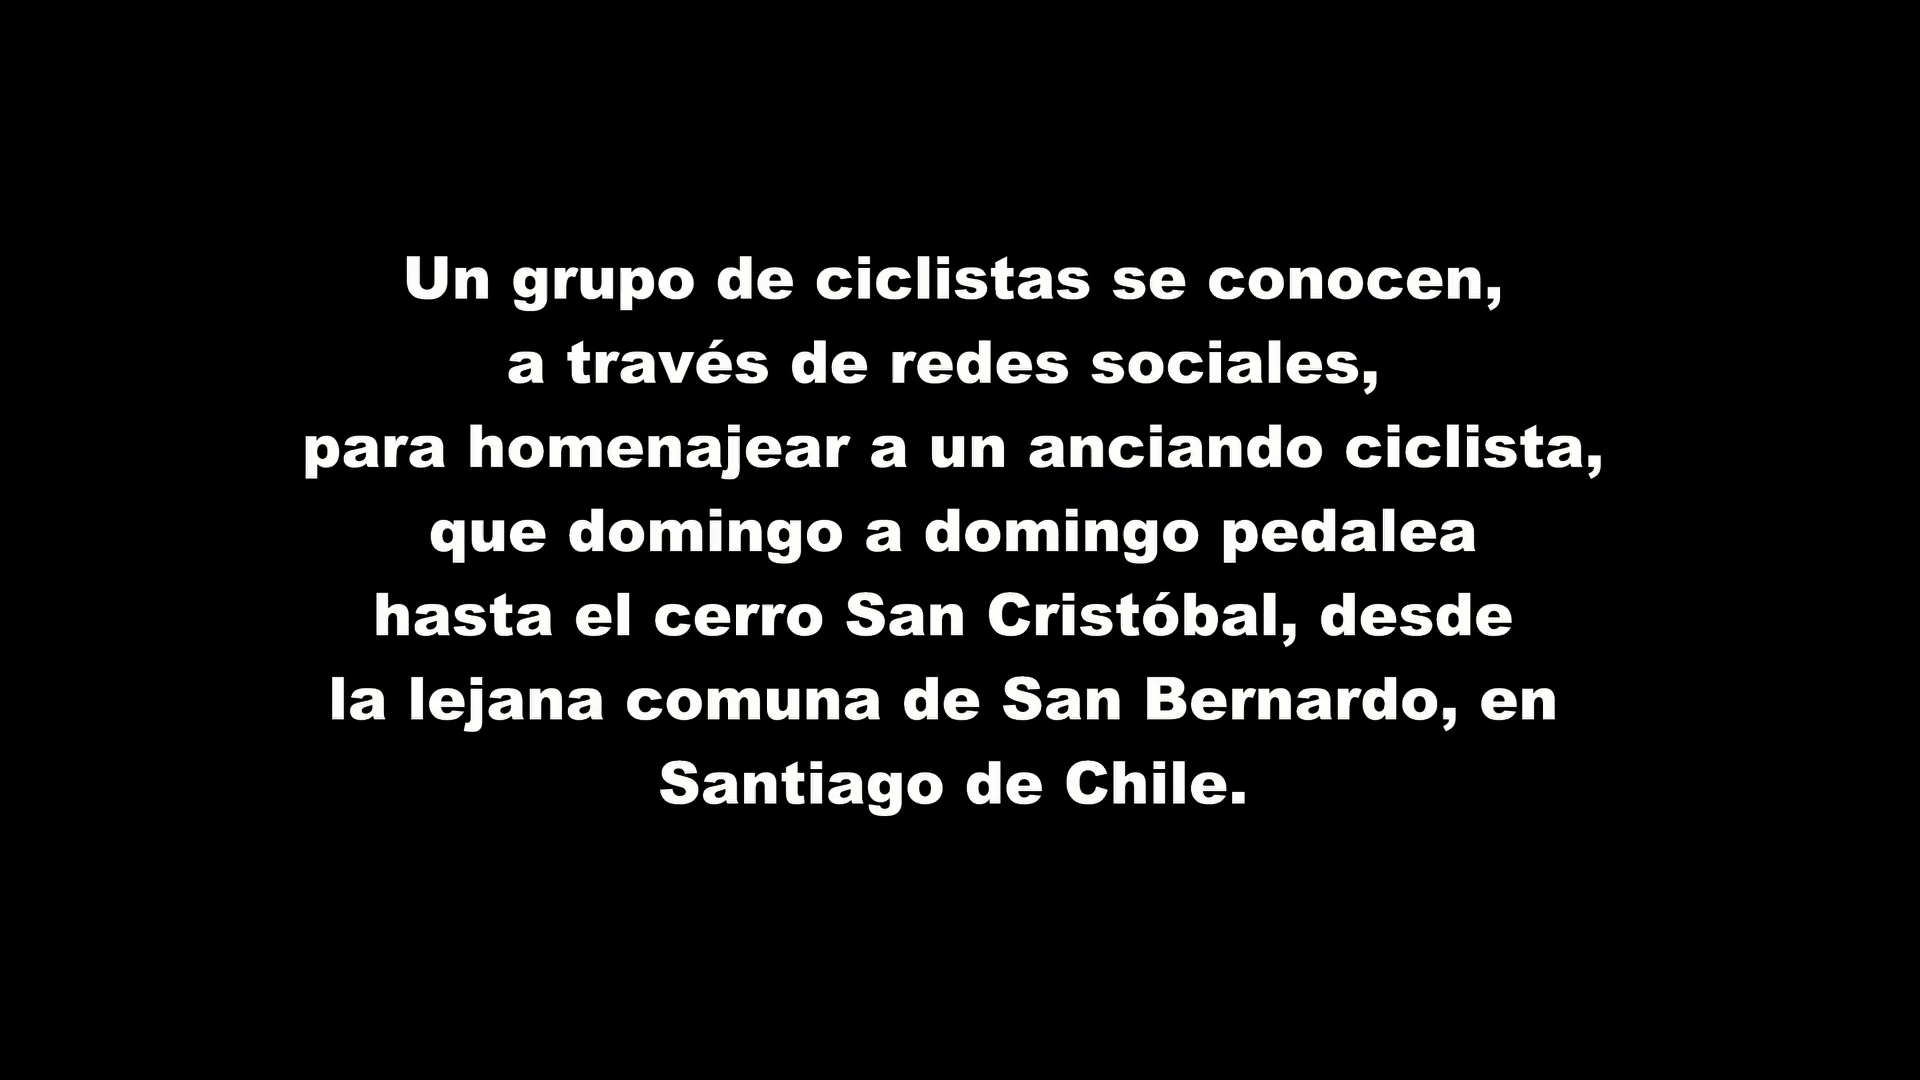 Un grupo de ciclistas se conocen,
a través de redes sociales,
para homenajear a un anciando ciclista,
que domingo a domingo pedalea
hasta el cerro San Cristóbal, desde
la lejana comuna de San Bernardo, en
Santiago de Chile.